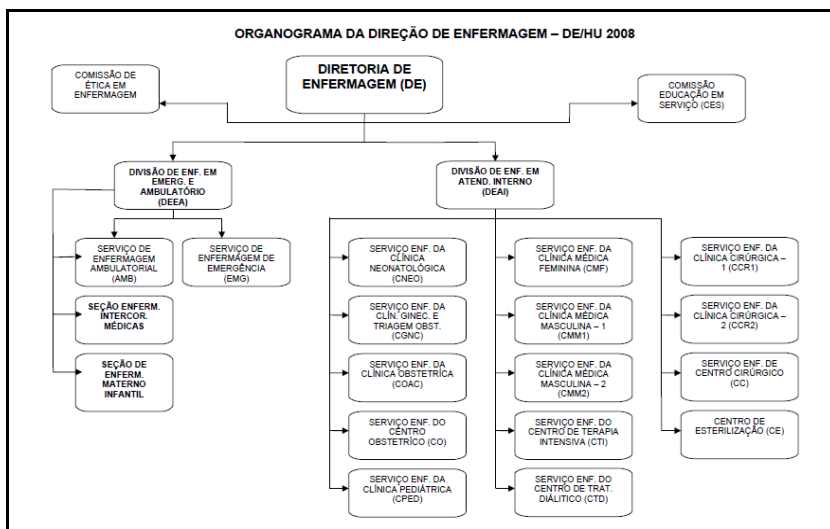 ORGANOGRAMA DA DIREÇÃO DE ENFERMAGEM – DE/HU 2008
DIRETORIA DE
ENFERMAGEM (DE)
COMISSÃO DE
ÉTICA EM
ENFERMAGEM
COMISSÃO
EDUCAÇÃO EM
SERVIÇO (CES)
DIVISÃO DE ENF. EM
EMERG. E
AMBULATÓRIO
(DEEA)
DIVISÃO DE ENF. EM
ATEND. INTERNO
(DEAI)
SERVIÇO DE
ENFERMAGEM
AMBULATORIAL
(AMB)
SERVIÇO DE
ENFERMAGEM DE
EMERGÊNCIA (EMG)
SEÇÃO ENFERM.
INTERCOR.
MÉDICAS
SEÇÃO DE
ENFERM.
MATERNO
INFANTIL
SERVIÇO ENF. DA
CLÍNICA
NEONATOLÓGICA
(CNEO)
SERVIÇO ENF. DA
CLÍN. GINEC. E
TRIAGEM OBST.
(CGNC)
SERVIÇO ENF. DA
CLÍNICA OBSTETRÍCA
(COAC)
SERVIÇO ENF. DO
CENTRO
OBSTETRÍCO (CO)
SERVIÇO ENF. DA
CLÍNICA PEDIÁTRICA
(CPED)
SERVIÇO ENF. DA
CLÍNICA MÉDICA
FEMININA (CMF)
SERVIÇO ENF. DA
CLÍNICA MÉDICA
MASCULINA – 1
(CMM1)
SERVIÇO ENF. DA
CLÍNICA MÉDICA
MASCULINA – 2
(CMM2)
SERVIÇO ENF. DO
CENTRO DE TERAPIA
INTENSIVA (CTI)
SERVIÇO ENF. DO
CENTRO DE TRAT.
DIÁLITICO (CTD)
SERVIÇO ENF. DA
CLÍNICA CIRÚRGICA –
1 (CCR1)
SERVIÇO ENF. DA
CLÍNICA CIRÚRGICA –
2 (CCR2)
SERVIÇO ENF. DE
CENTRO CIRÚRGICO
(CC)
CENTRO DE
ESTERILIZAÇÃO (CE)